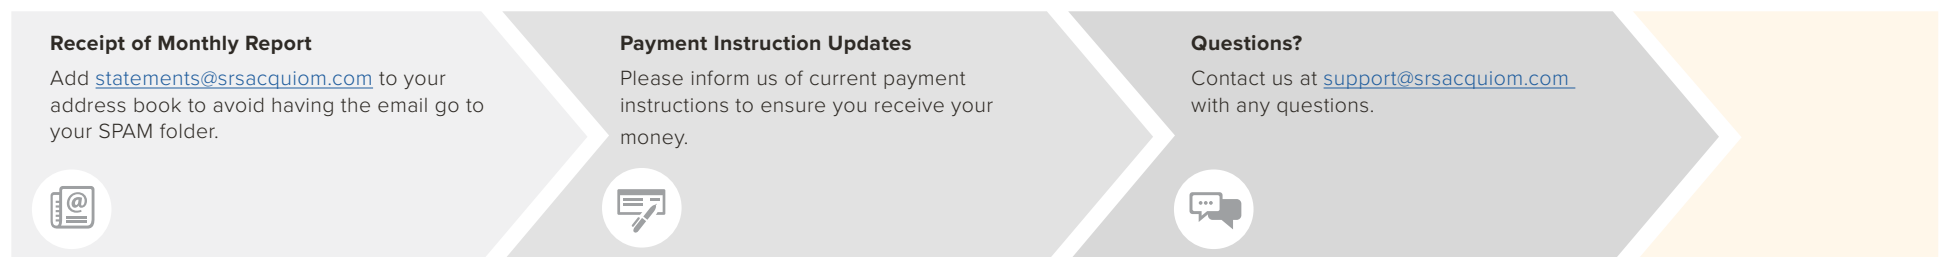 Receipt of Monthly Report
Add statements@srsacquiom.com to your
address book to avoid having the email go to
your SPAM folder.
Payment Instruction Updates
Please inform us of current payment
instructions to ensure you receive your
money.
Questions?
Contact us at support@srsacquiom.com
with any questions.